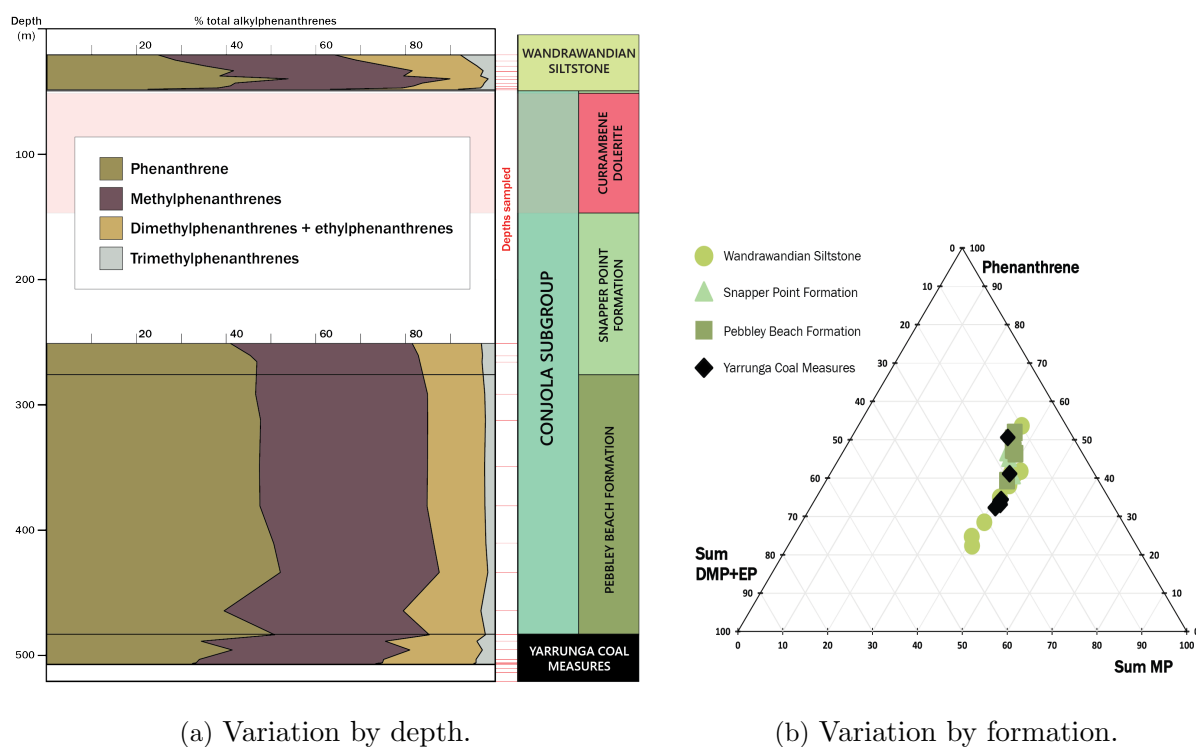 Depth
(m)
% total alkylphenanthrenes
20 40 60 80
100
200
300
400
500
Phenanthrene
Methylphenanthrenes
Dimethylphenanthrenes + ethylphenanthrenes
Trimethylphenanthrenes
20 40 60 80
Depths sampled
WANDRAWANDIAN
SILTSTONE
CONJOLA SUBGROUP
CURRAMBENE
DOLERITE
SNAPPER POINT
FORMATION
PEBBLEY BEACH FORMATION
YARRUNGA COAL
MEASURES
Wandrawandian Siltstone
Snapper Point Formation
Pebbley Beach Formation
Yarrunga Coal Measures
0 100
Phenanthrene
10 90
20 80
30 70
40 60
50 50
60 40
70 30
Sum
DMP+EP
80 20
90 10
100 0
0 10 20 30 40 50 60 70 80 90 100
Sum MP
(a) Variation by depth.
(b) Variation by formation.